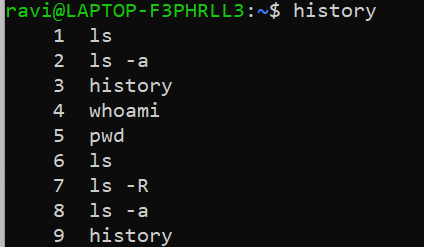 ravi@LAPTOP-F3PHRLL3:~$ history
1 ls
2 ls -a
3 history
4 whoami
5 pwd
6 ls
7 ls -R
8 ls -a
9 history